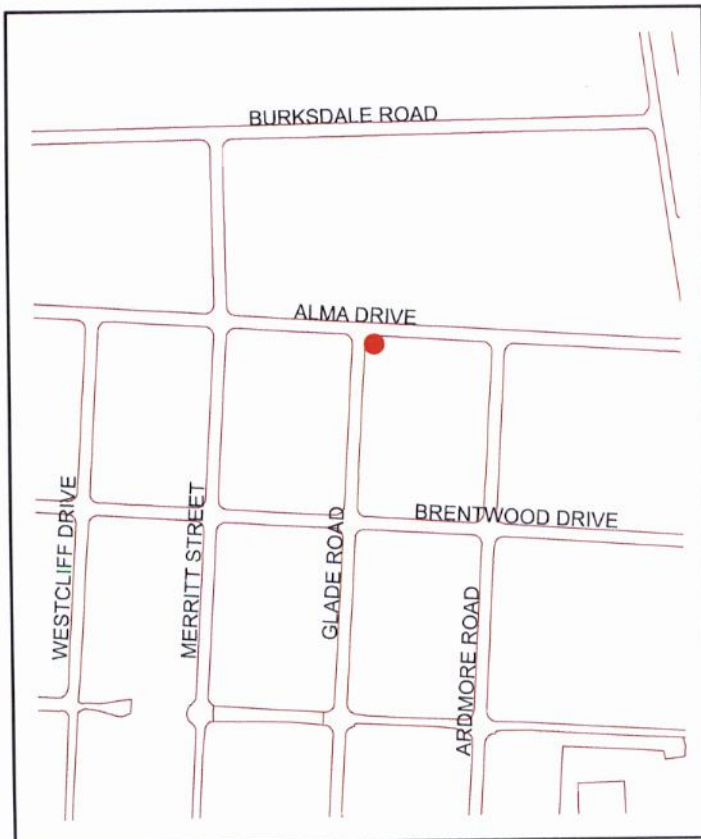 BURKSDALE ROAD
ALMA DRIVE
WESTCLIFF DRIVE
MERRITT STREET
GLADE ROAD
BRENTWOOD DRIVE
ARDMORE ROAD